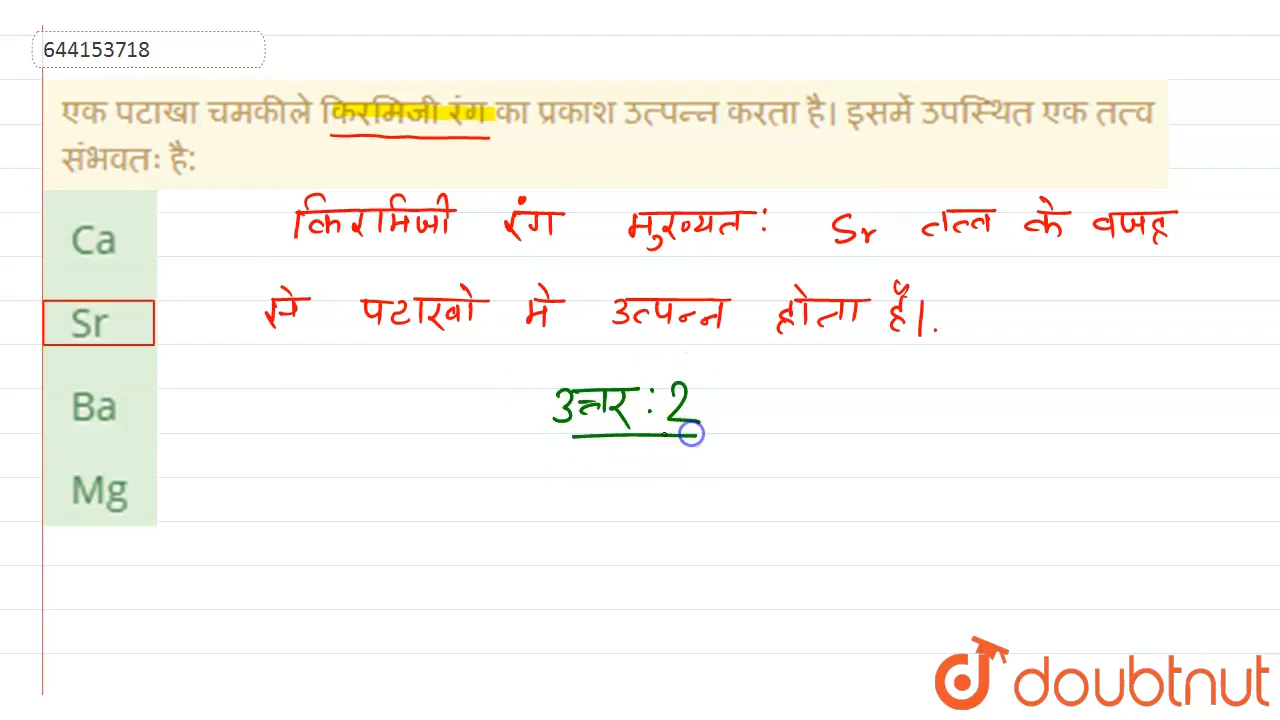 644153718
एक पटाखा चमकीले किरमिजी रंग का प्रकाश उत्पन्न करता है। इसमें उपस्थित एक तत्व
संभवतः है:
Ca
किरमिजी रंग मुख्यतः Sr तत्व के वजह
Sr
से पटाखो मे उत्पन्न होता हैं।.
Ba
उत्तर: 2
Mg
doubtnut